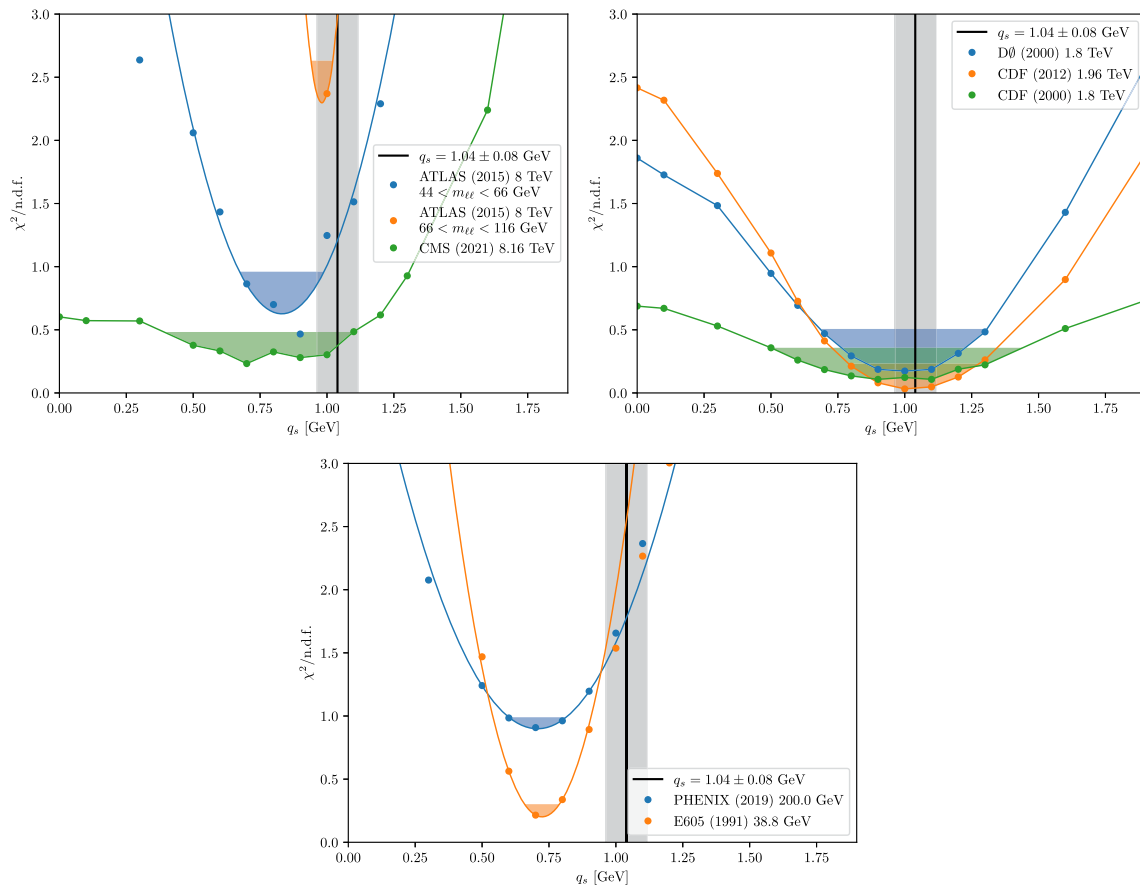 3.0
2.5
2.0
1.5
1.0
0.5
0.0
χ²/n.d.f.
0.00 0.25 0.50 0.75 1.00 1.25 1.50 1.75
q_s [GeV]
q_s = 1.04 ± 0.08 GeV
ATLAS (2015) 8 TeV
44 < m_ℓℓ < 66 GeV
ATLAS (2015) 8 TeV
66 < m_ℓℓ < 116 GeV
CMS (2021) 8.16 TeV
3.0
2.5
2.0
1.5
1.0
0.5
0.0
χ²/n.d.f.
0.00 0.25 0.50 0.75 1.00 1.25 1.50 1.75
q_s [GeV]
q_s = 1.04 ± 0.08 GeV
DØ (2000) 1.8 TeV
CDF (2012) 1.96 TeV
CDF (2000) 1.8 TeV
3.0
2.5
2.0
1.5
1.0
0.5
0.0
χ²/n.d.f.
0.00 0.25 0.50 0.75 1.00 1.25 1.50 1.75
q_s [GeV]
q_s = 1.04 ± 0.08 GeV
PHENIX (2019) 200.0 GeV
E605 (1991) 38.8 GeV